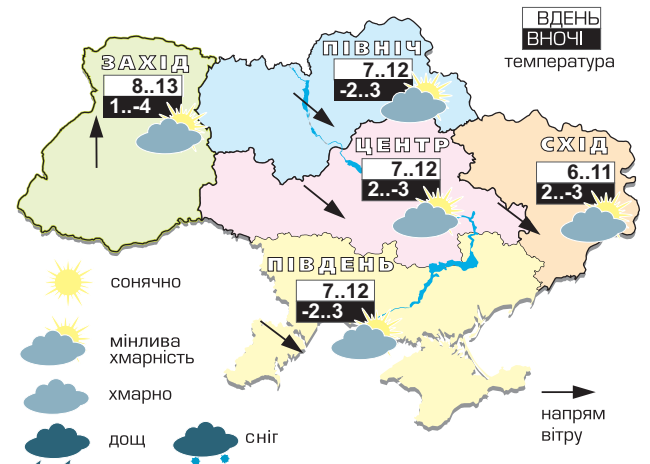 ВДЕНЬ
ВНОЧІ
температура
ПІВНІЧ
7..12
-2..3
ЗАХІД
8..13
1..-4
ЦЕНТР
7..12
2..-3
СХІД
6..11
2..-3
ПІВДЕНЬ
7..12
-2..3
сонячно
мінлива
хмарність
хмарно
дощ
сніг
напрям
вітру